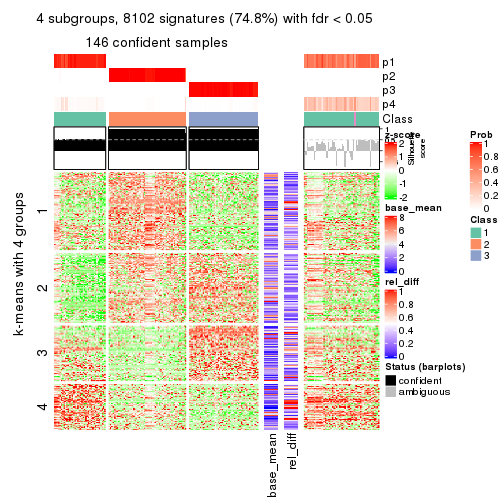 4 subgroups, 8102 signatures (74.8%) with fdr < 0.05
146 confident samples
p1
p2
p3
p4
Class
1
Silhouette
score
k-means with 4 groups
1
2
3
4
base_mean
rel_diff
z-score
2
1
0
-1
-2
base_mean
8
6
4
2
0
rel_diff
1
0.8
0.6
0.4
0.2
0
Status (barplots)
confident
ambiguous
Prob
1
0.8
0.6
0.4
0.2
0
Class
1
2
3